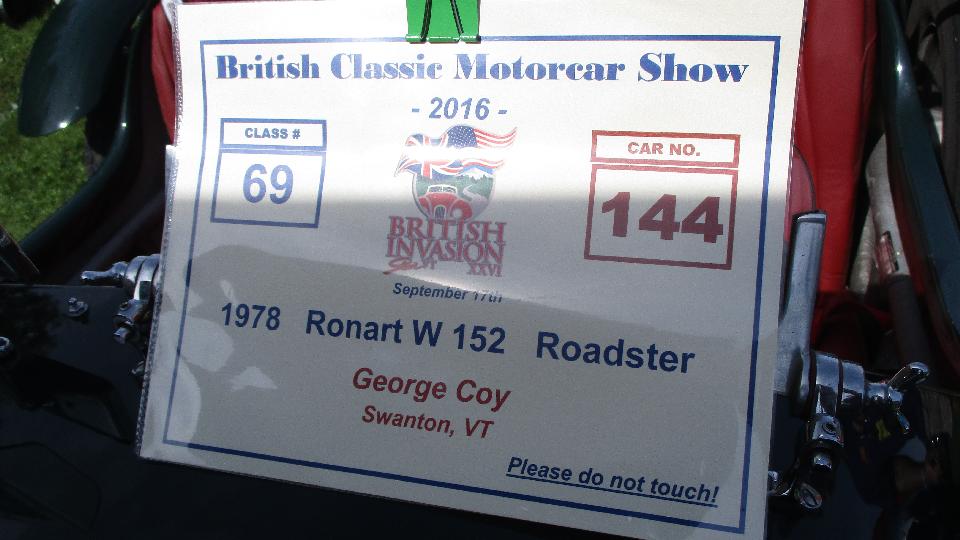 British Classic Motorcar Show
- 2016 -
CLASS #
69
CAR NO.
144
BRITISH
INVASION
XXVI
September 17th
1978 Ronart W 152 Roadster
George Coy
Swanton, VT
Please do not touch!